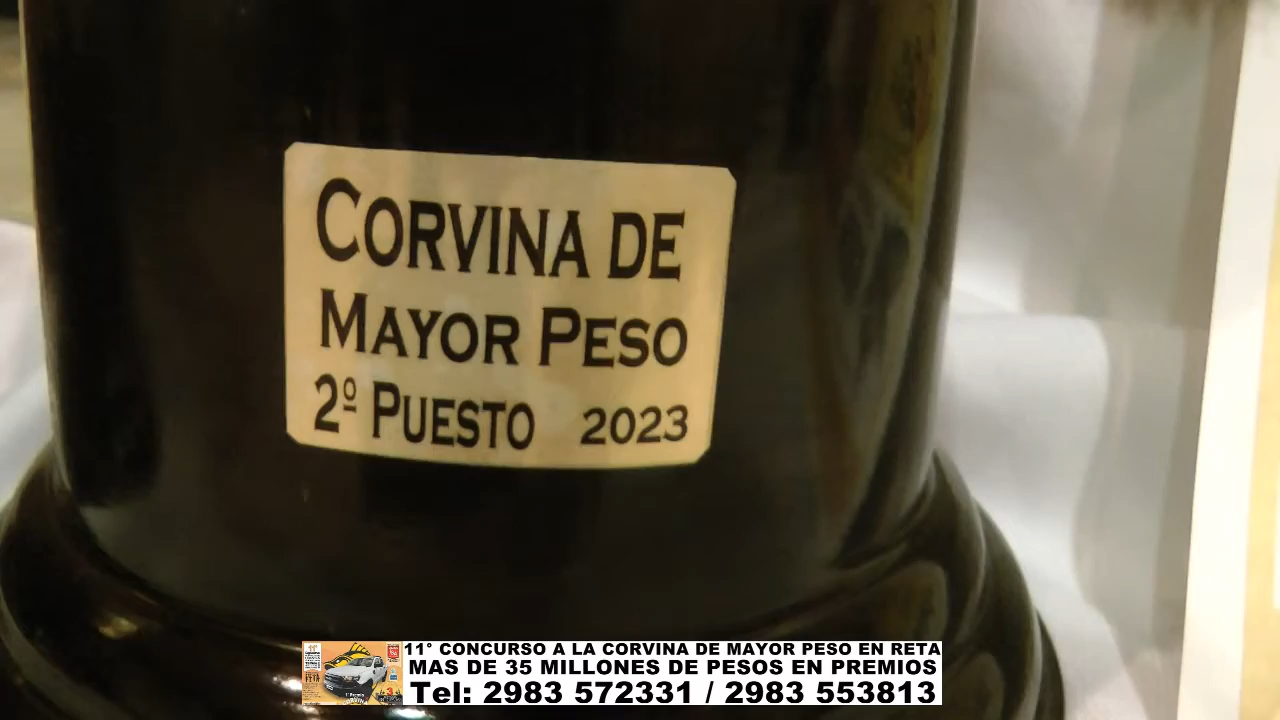 CORVINA DE
MAYOR PESO
2º PUESTO 2023
11° CONCURSO A LA CORVINA DE MAYOR PESO EN RETA
MAS DE 35 MILLONES DE PESOS EN PREMIOS
Tel: 2983 572331 / 2983 553813